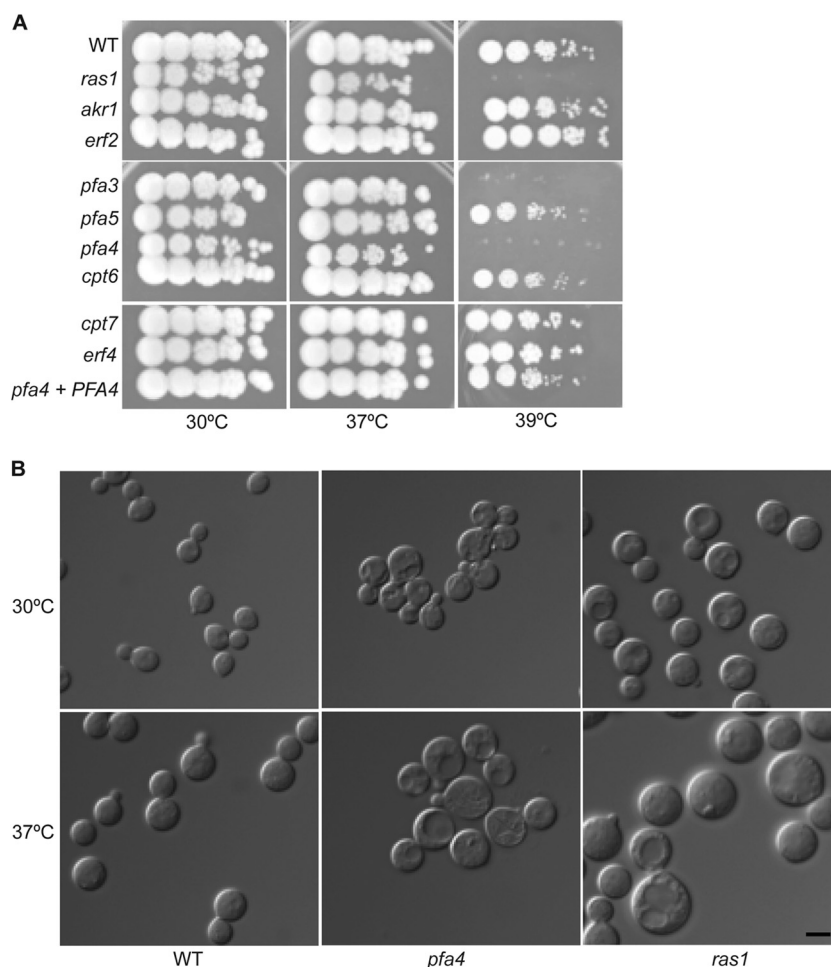 A
WT
ras1
akr1
erf2
pfa3
pfa5
pfa4
cpt6
cpt7
erf4
pfa4 + PFA4
30ºC 37ºC 39ºC
B
30ºC
37ºC
WT pfa4 ras1